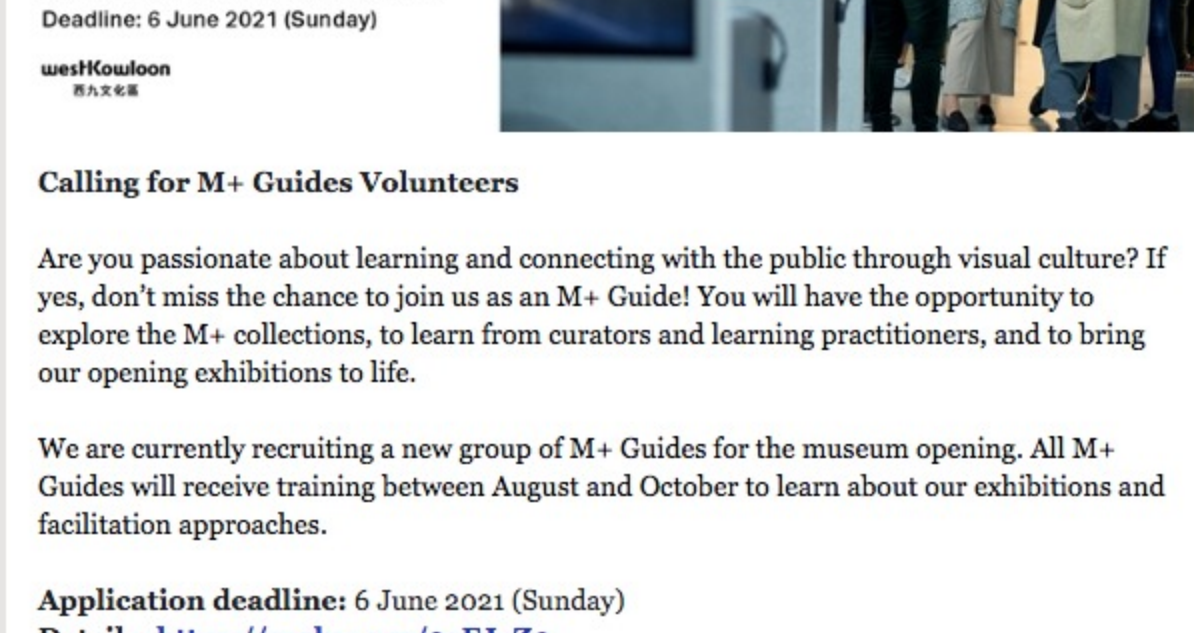 Deadline: 6 June 2021 (Sunday)
westKowloon
西九文化區
Calling for M+ Guides Volunteers
Are you passionate about learning and connecting with the public through visual culture? If
yes, don’t miss the chance to join us as an M+ Guide! You will have the opportunity to
explore the M+ collections, to learn from curators and learning practitioners, and to bring
our opening exhibitions to life.
We are currently recruiting a new group of M+ Guides for the museum opening. All M+
Guides will receive training between August and October to learn about our exhibitions and
facilitation approaches.
Application deadline: 6 June 2021 (Sunday)